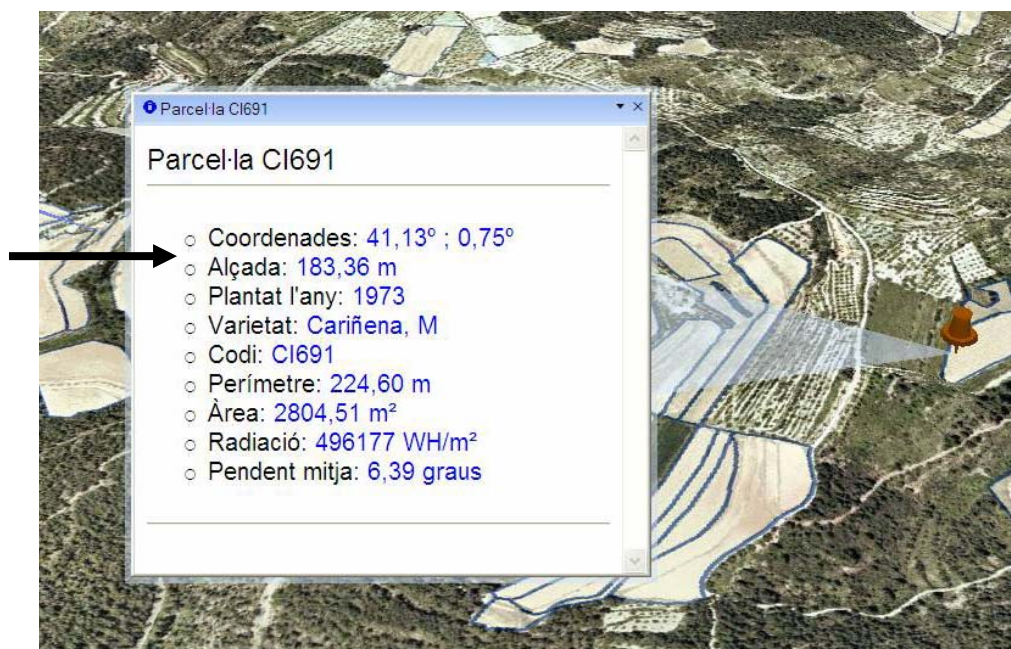 Parcel·la CI691
Parcel·la CI691
Coordenades: 41,13º ; 0,75º
Alçada: 183,36 m
Plantat l'any: 1973
Varietat: Cariñena, M
Codi: CI691
Perímetre: 224,60 m
Àrea: 2804,51 m²
Radiació: 496177 WH/m²
Pendent mitja: 6,39 graus